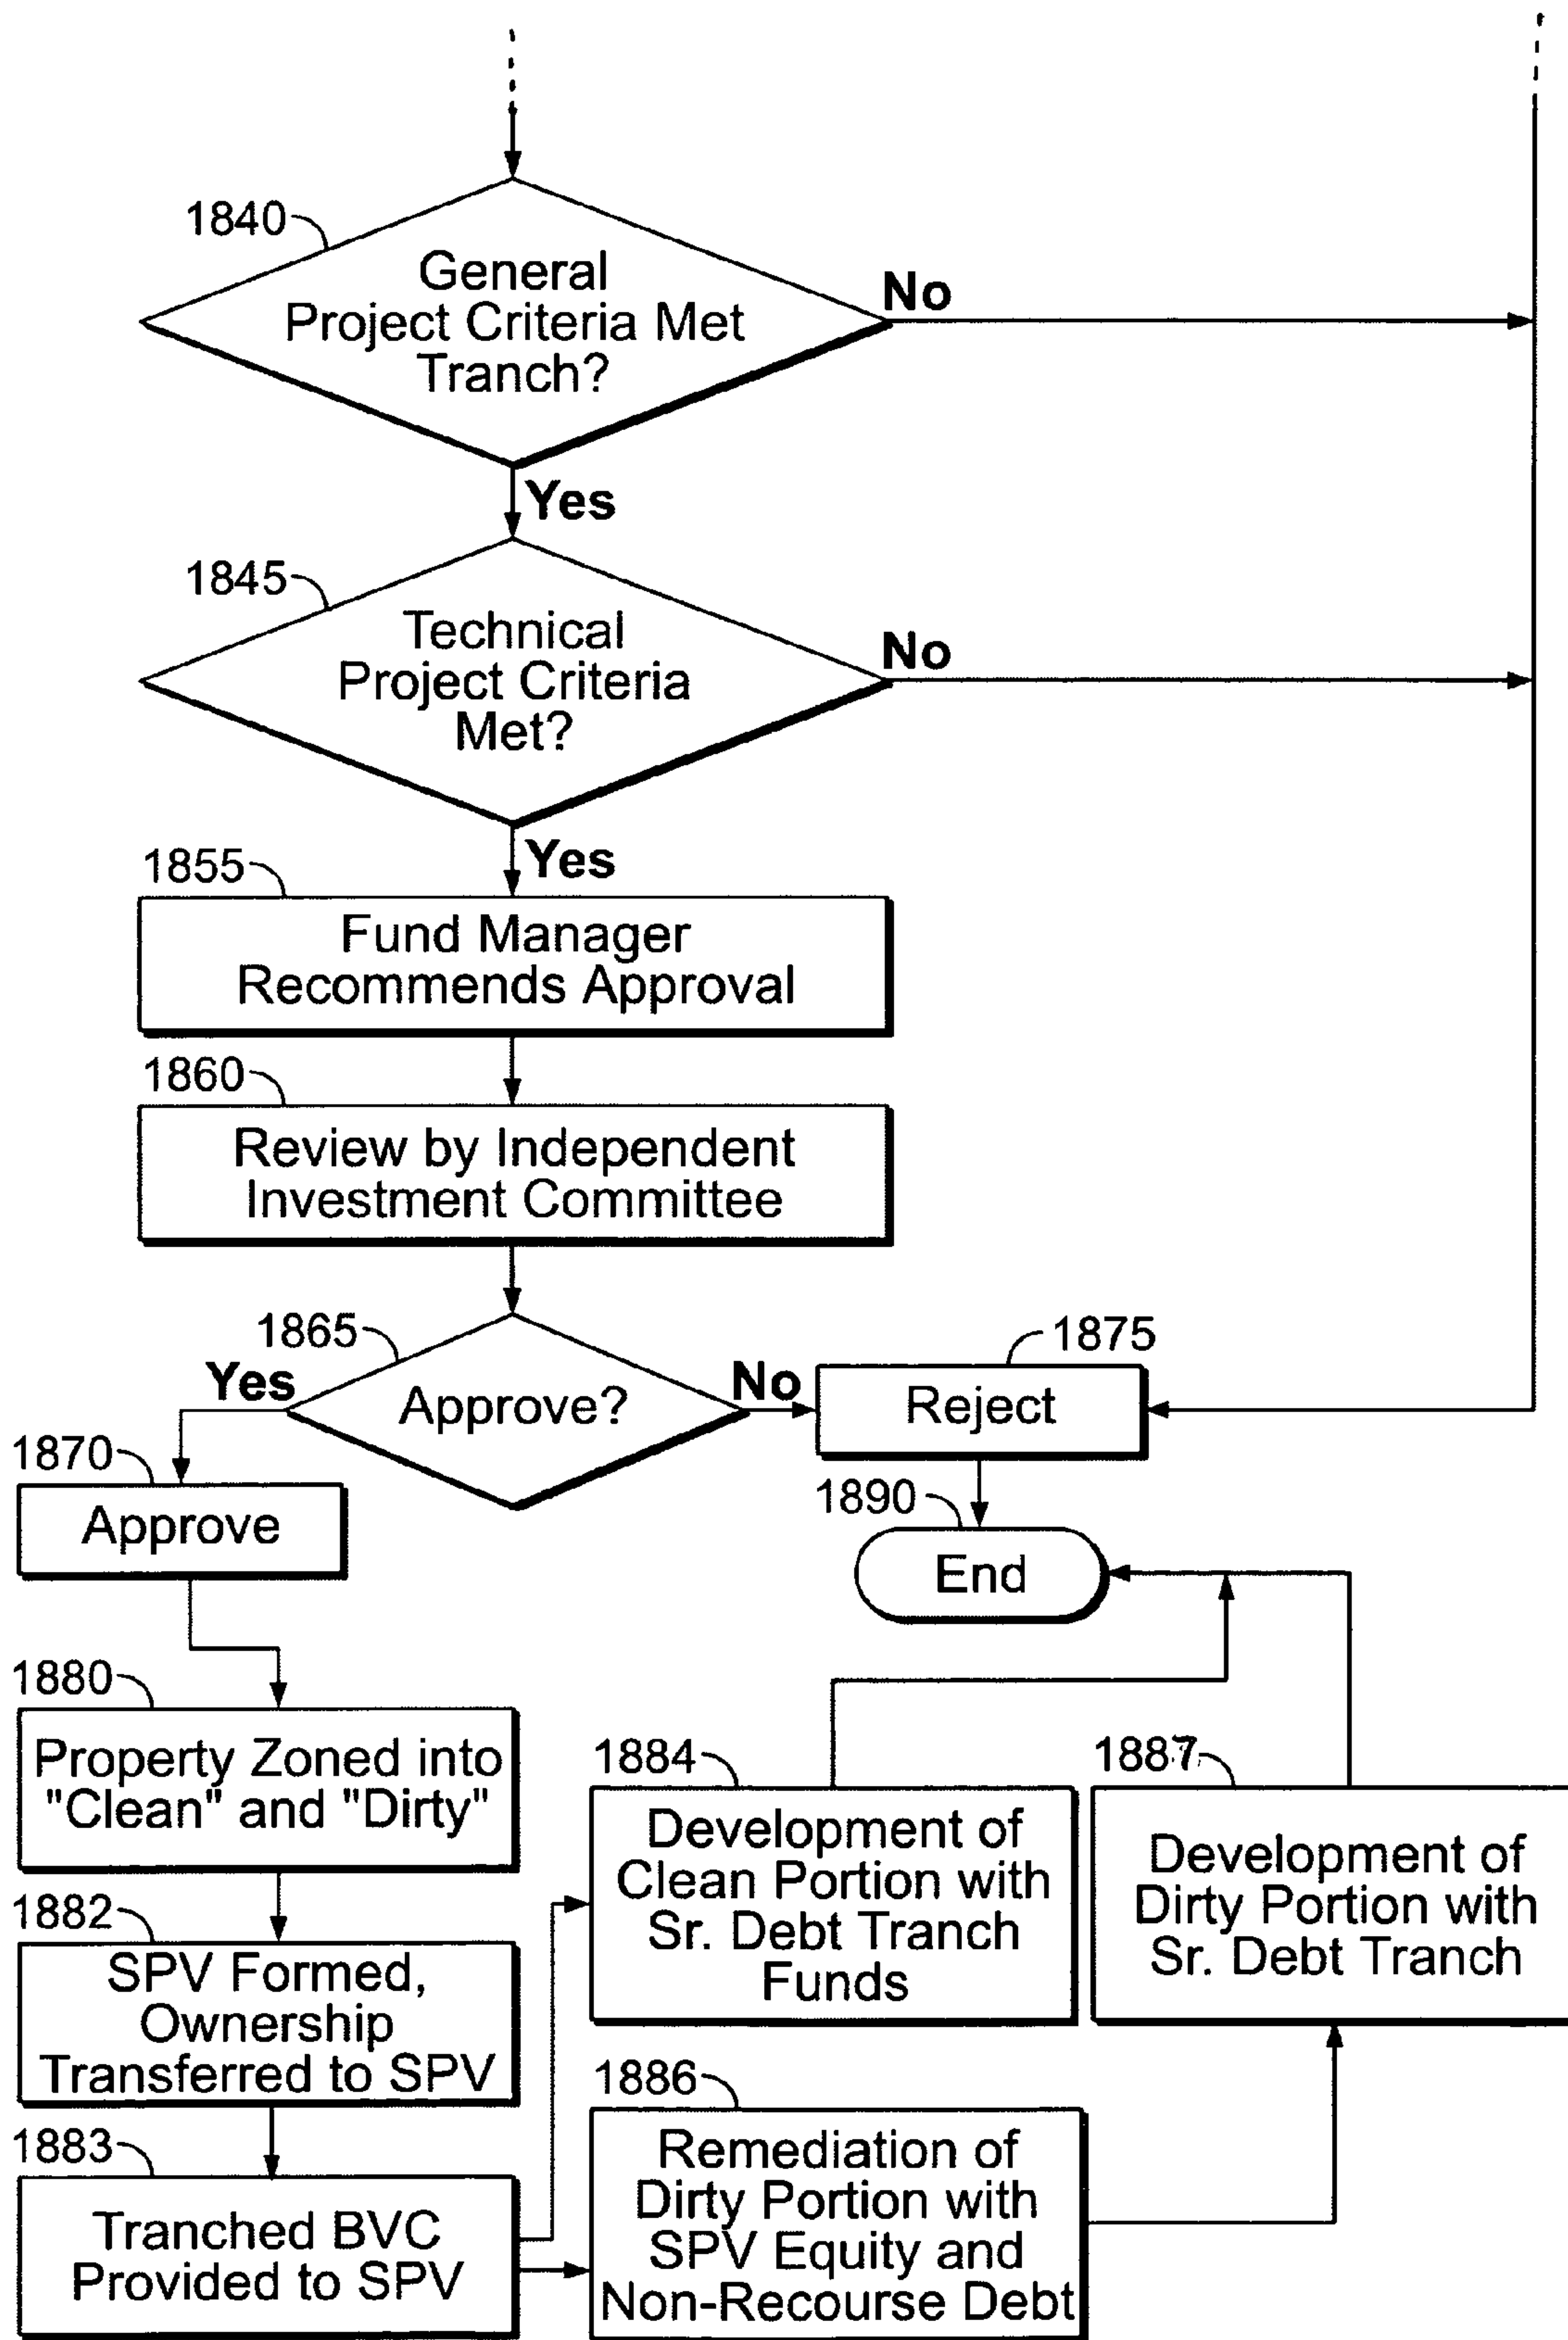 1840
General
Project Criteria Met
Tranch?
No
Yes
1845
Technical
Project Criteria
Met?
No
Yes
1855
Fund Manager
Recommends Approval
1860
Review by Independent
Investment Committee
1865
Yes
Approve?
No
1875
Reject
1870
Approve
1890
End
1880
Property Zoned into
"Clean" and "Dirty"
1882
SPV Formed,
Ownership
Transferred to SPV
1883
Tranched BVC
Provided to SPV
1884
Development of
Clean Portion with
Sr. Debt Tranch
Funds
1887
Development of
Dirty Portion with
Sr. Debt Tranch
1886
Remediation of
Dirty Portion with
SPV Equity and
Non-Recourse Debt